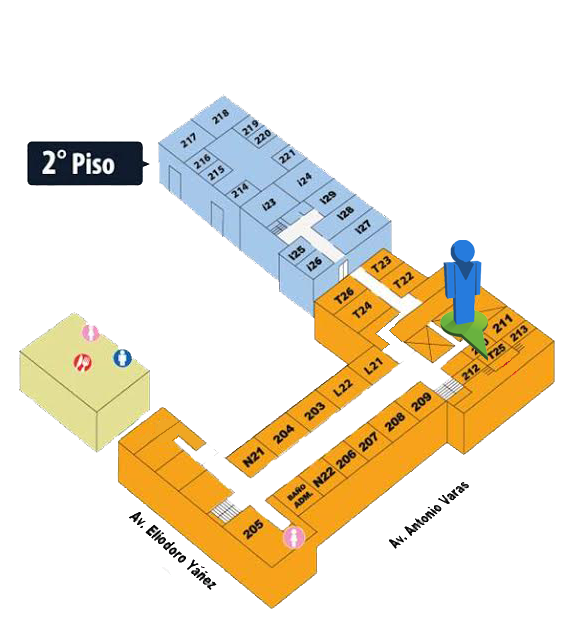 2° Piso
218
219
217
220
216
221
215
214
I24
I23
I29
I28
I27
I25
I26
T23
T22
T26
T24
211
213
T25
212
L21
L22
203
204
N21
209
208
207
206
N22
BAÑO
ADM.
205
Av. Eliodoro Yáñez
Av. Antonio Varas